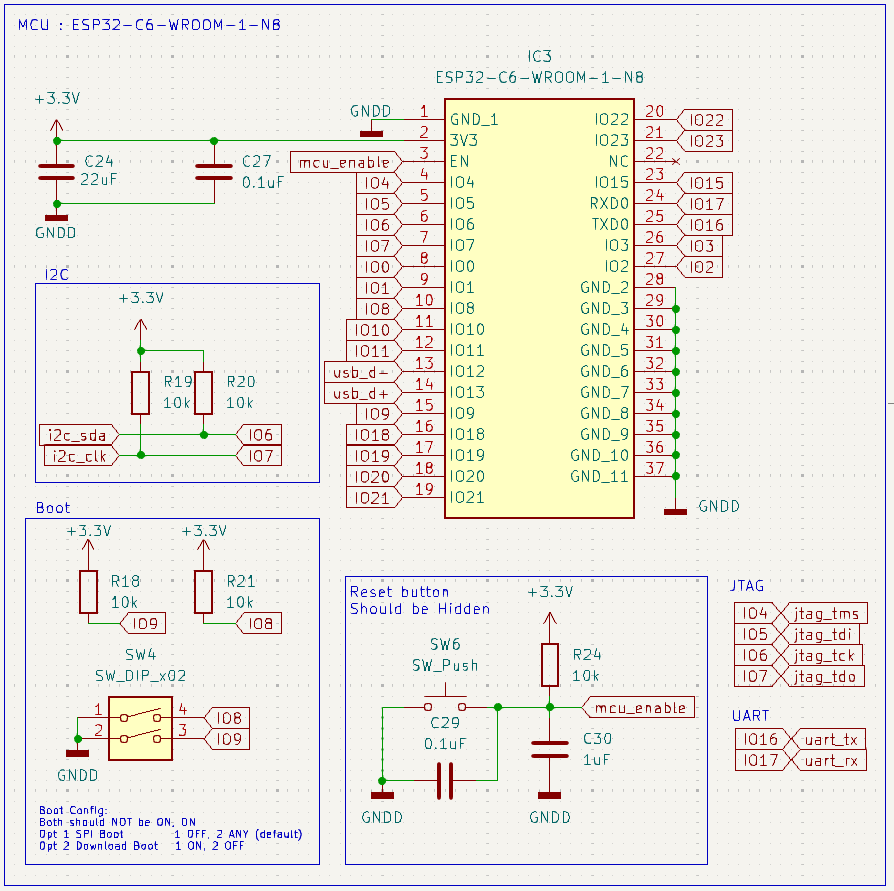 MCU : ESP32-C6-WROOM-1-N8
IC3
ESP32-C6-WROOM-1-N8
+3.3V
C24
22uF
C27
0.1uF
GNDD
GNDD
mcu_enable
IO4
IO5
IO6
IO7
IO0
IO1
IO8
IO10
IO11
usb_d-
usb_d+
IO9
IO18
IO19
IO20
IO21
1 GND_1
2 3V3
3 EN
4 IO4
5 IO5
6 IO6
7 IO7
8 IO0
9 IO1
10 IO8
11 IO10
12 IO11
13 IO12
14 IO13
15 IO9
16 IO18
17 IO19
18 IO20
19 IO21
IO22 20 IO22
IO23 21 IO23
NC 22
IO15 23 IO15
RXD0 24 IO17
TXD0 25 IO16
IO3 26 IO3
IO2 27 IO2
GND_2 28
GND_3 29
GND_4 30
GND_5 31
GND_6 32
GND_7 33
GND_8 34
GND_9 35
GND_10 36
GND_11 37
GNDD
I2C
+3.3V
R19
10k
R20
10k
i2c_sda
IO6
i2c_clk
IO7
Boot
+3.3V
+3.3V
R18
10k
R21
10k
IO9
IO8
SW4
SW_DIP_x02
1
4
IO8
2
3
IO9
GNDD
Boot Config:
Both should NOT be ON, ON
Opt 1 SPI Boot 1 OFF, 2 ANY (default)
Opt 2 Download Boot 1 ON, 2 OFF
Reset button
Should be Hidden
+3.3V
SW6
SW_Push
R24
10k
mcu_enable
C29
0.1uF
C30
1uF
GNDD
GNDD
JTAG
IO4 jtag_tms
IO5 jtag_tdi
IO6 jtag_tck
IO7 jtag_tdo
UART
IO16 uart_tx
IO17 uart_rx